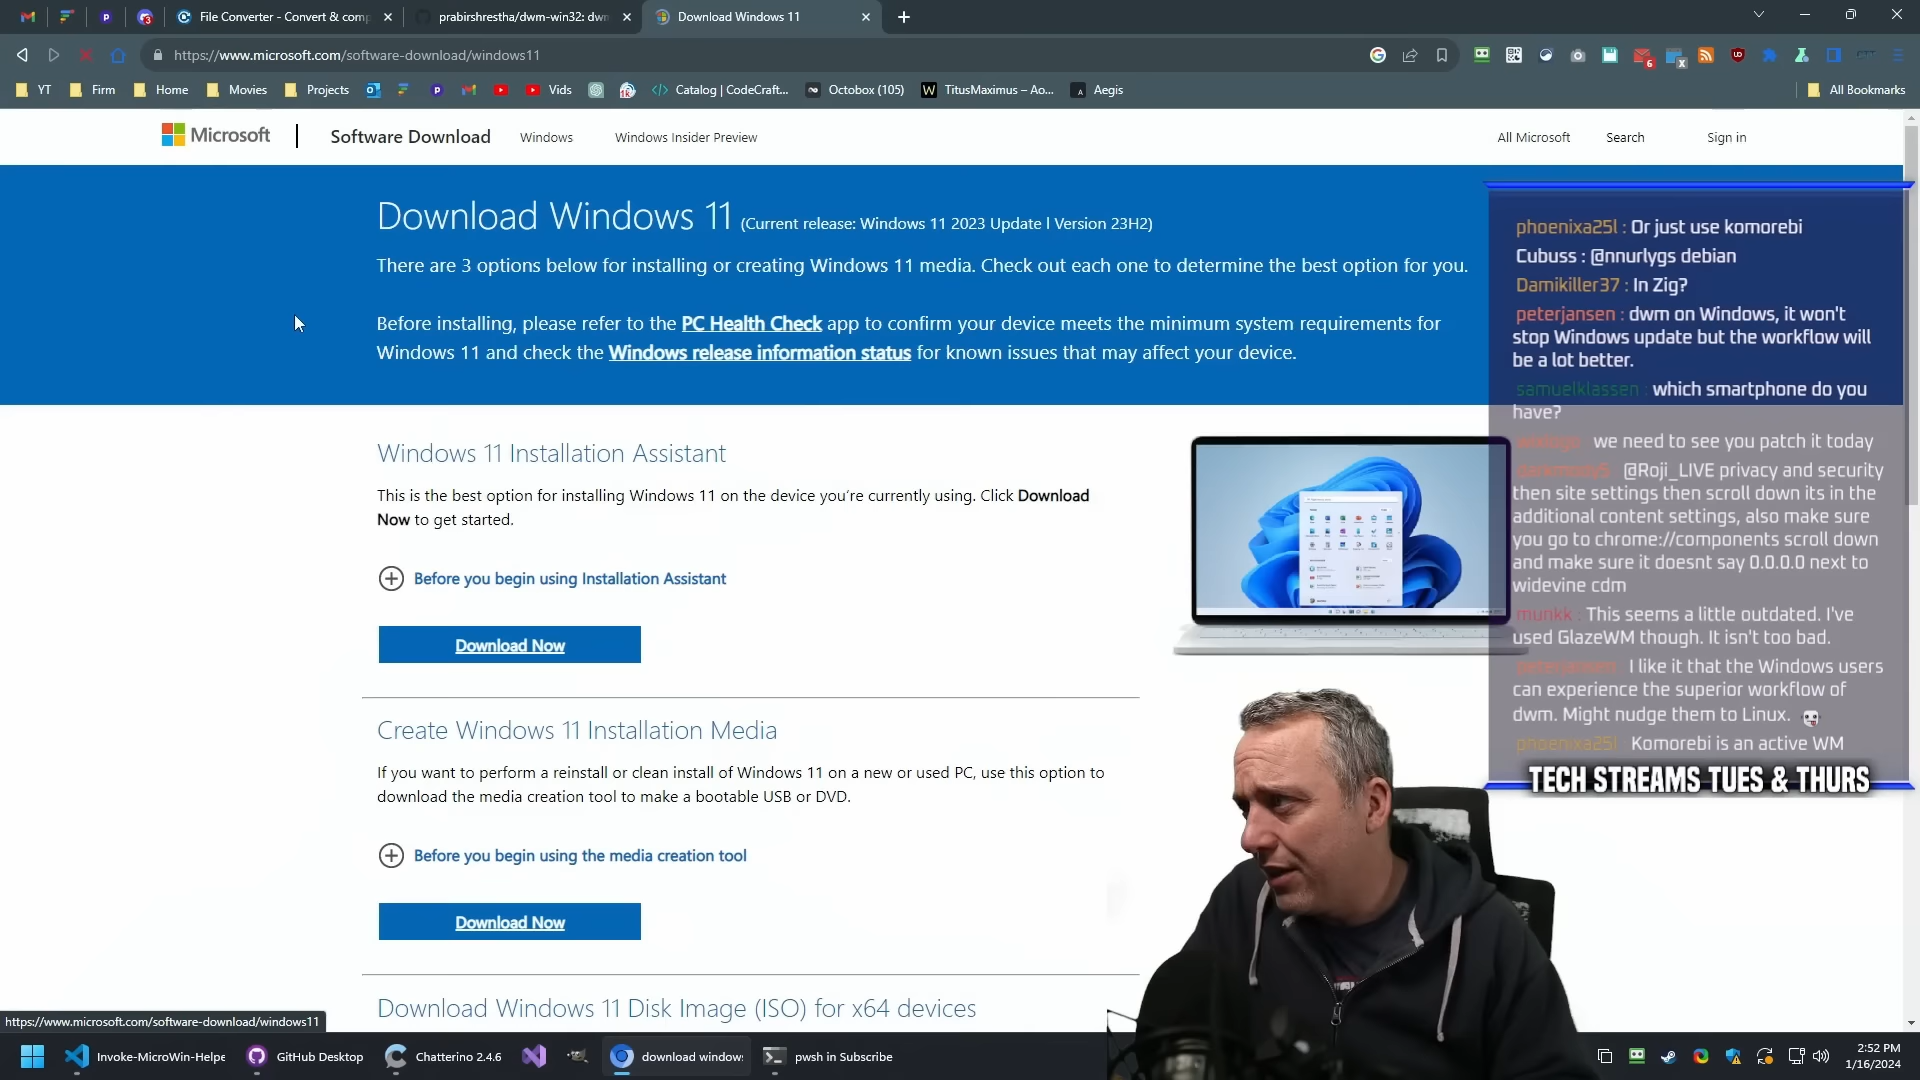 File Converter - Convert & comp
prabirshrestha/dwm-win32: dwm
Download Windows 11
https://www.microsoft.com/software-download/windows11
YT
Firm
Home
Movies
Projects
Vids
Catalog | CodeCraft...
Octobox (105)
TitusMaximus – Ao...
Aegis
All Bookmarks
Microsoft
Software Download
Windows
Windows Insider Preview
All Microsoft
Search
Sign in
Download Windows 11 (Current release: Windows 11 2023 Update l Version 23H2)
There are 3 options below for installing or creating Windows 11 media. Check out each one to determine the best option for you.
Before installing, please refer to the PC Health Check app to confirm your device meets the minimum system requirements for
Windows 11 and check the Windows release information status for known issues that may affect your device.
Windows 11 Installation Assistant
This is the best option for installing Windows 11 on the device you’re currently using. Click Download
Now to get started.
Before you begin using Installation Assistant
Download Now
Create Windows 11 Installation Media
If you want to perform a reinstall or clean install of Windows 11 on a new or used PC, use this option to
download the media creation tool to make a bootable USB or DVD.
Before you begin using the media creation tool
Download Now
Download Windows 11 Disk Image (ISO) for x64 devices
phoenixa25l : Or just use komorebi
Cubuss : @nnurlygs debian
Damikiller37 : In Zig?
peterjansen : dwm on Windows, it won't
stop Windows update but the workflow will
be a lot better.
samuelklassen : which smartphone do you
have?
we need to see you patch it today
@Roji_LIVE privacy and security
then site settings then scroll down its in the
additional content settings, also make sure
you go to chrome://components scroll down
and make sure it doesnt say 0.0.0.0 next to
widevine cdm
munkk : This seems a little outdated. I've
used GlazeWM though. It isn't too bad.
peterjansen I like it that the Windows users
can experience the superior workflow of
dwm. Might nudge them to Linux.
phoenixa25l Komorebi is an active WM
TECH STREAMS TUES & THURS
https://www.microsoft.com/software-download/windows11
Invoke-MicroWin-Helpe
GitHub Desktop
Chatterino 2.4.6
download windows
pwsh in Subscribe
2:52 PM
1/16/2024